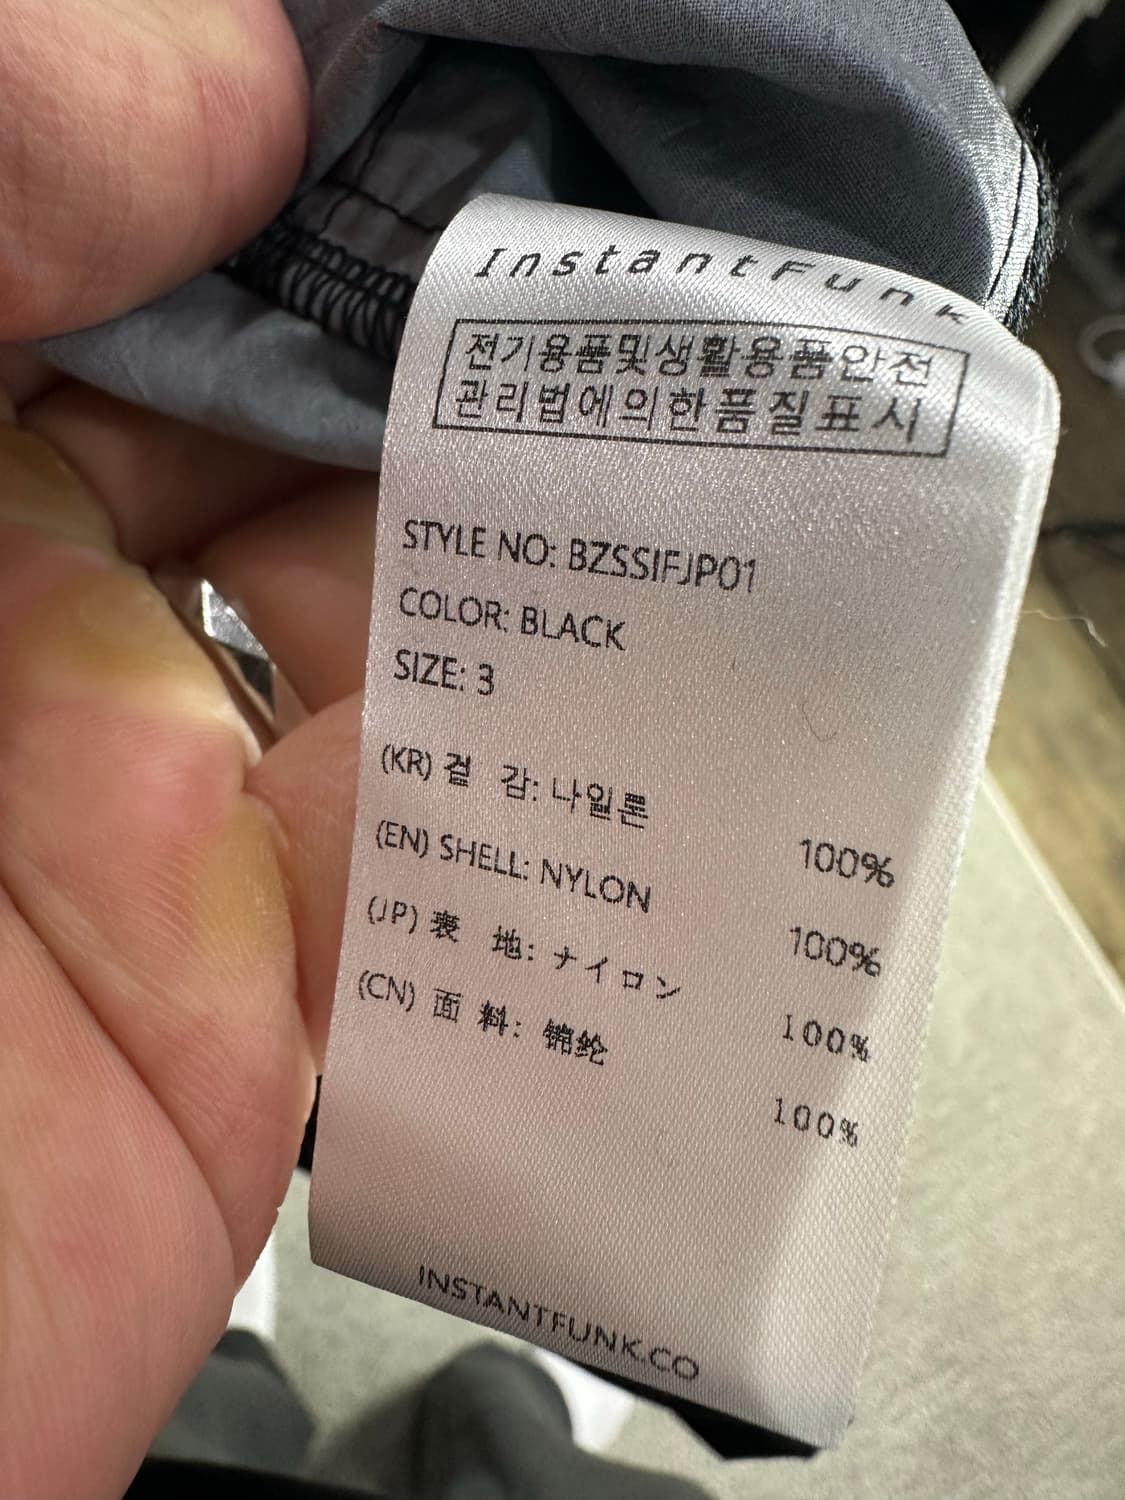 InstantFunk
전기용품및생활용품안전
관리법에의한품질표시
STYLE NO: BZSSIFJP01
COLOR: BLACK
SIZE: 3
(KR) 겉 감: 나일론 100%
(EN) SHELL: NYLON 100%
(JP) 表 地: ナイロン 100%
(CN) 面 料: 锦纶 100%
INSTANTFUNK.CO